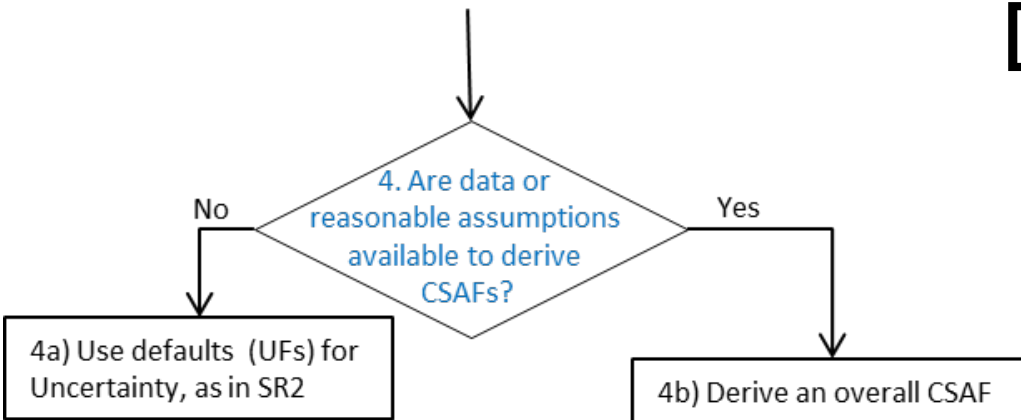 4. Are data or
reasonable assumptions
available to derive
CSAFs?
No
Yes
4a) Use defaults (UFs) for
Uncertainty, as in SR2
4b) Derive an overall CSAF